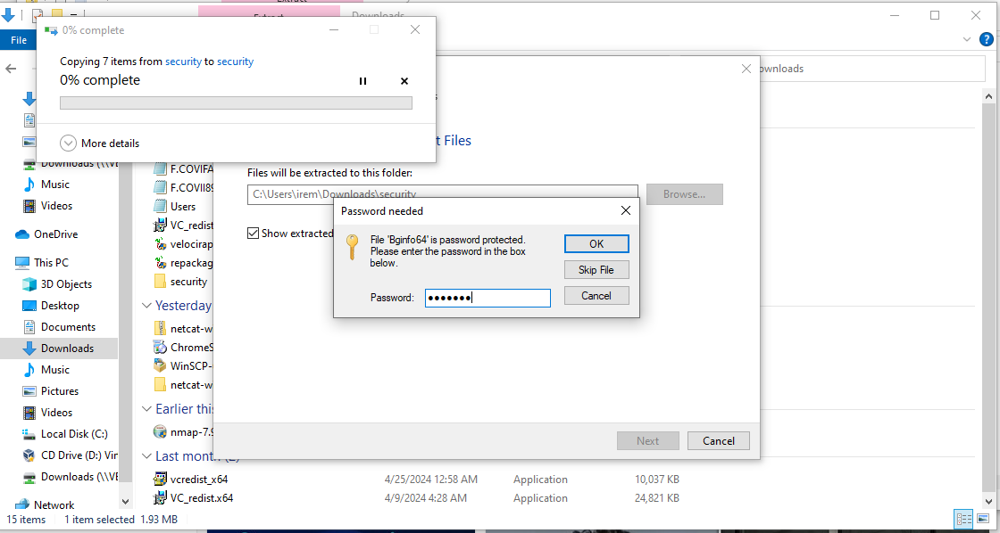 Extract
Downloads
File
0% complete
Copying 7 items from security to security
0% complete
More details
ownloads
t Files
Files will be extracted to this folder:
C:\Users\irem\Downloads\security
Browse...
Show extracted
Password needed
File 'Bginfo64' is password protected.
Please enter the password in the box
below.
Password:
OK
Skip File
Cancel
Next
Cancel
Downloads (\\VE
Music
Videos
OneDrive
This PC
3D Objects
Desktop
Documents
Downloads
Music
Pictures
Videos
Local Disk (C:)
CD Drive (D:) Vir
Downloads (\\VE
Network
F.COVIFA
F.COVII89
Users
VC_redist
velocirap
repackag
security
Yesterday
netcat-w
ChromeS
WinSCP-
netcat-w
Earlier this
nmap-7.9
Last month (2)
vcredist_x64 4/25/2024 12:58 AM Application 10,037 KB
VC_redist.x64 4/9/2024 4:28 AM Application 24,821 KB
15 items 1 item selected 1.93 MB